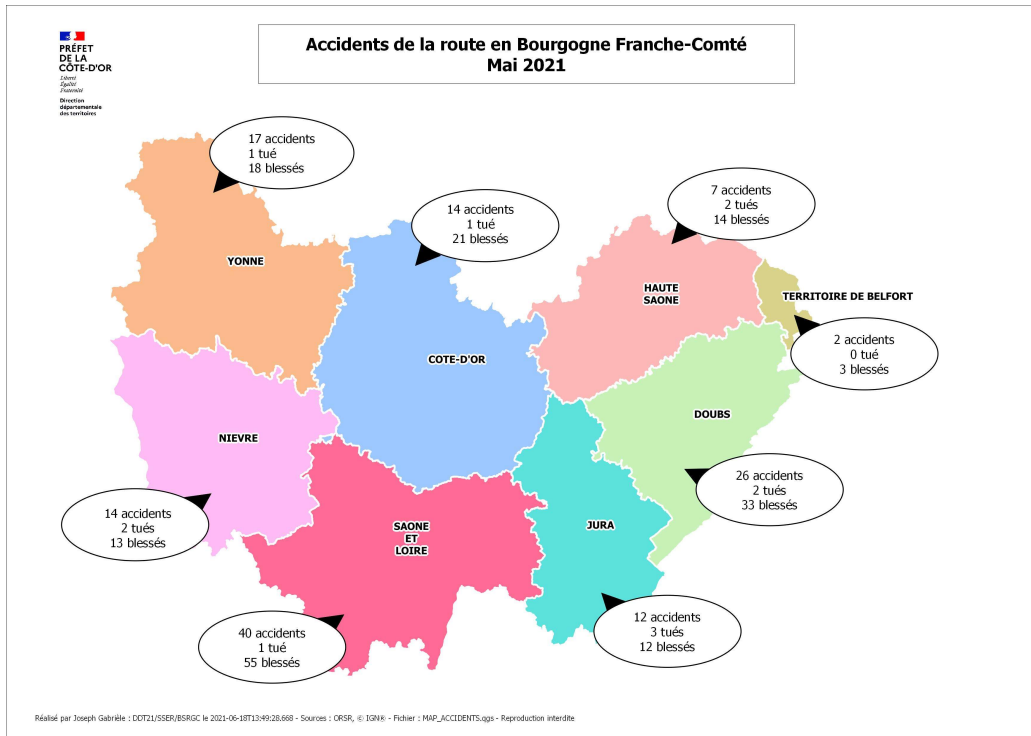 PRÉFET
DE LA
CÔTE-D'OR
Liberté
Égalité
Fraternité
Direction
départementale
des territoires
Accidents de la route en Bourgogne Franche-Comté
Mai 2021
17 accidents
1 tué
18 blessés
14 accidents
1 tué
21 blessés
7 accidents
2 tués
14 blessés
YONNE
HAUTE
SAONE
TERRITOIRE DE BELFORT
2 accidents
0 tué
3 blessés
COTE-D'OR
DOUBS
NIEVRE
26 accidents
2 tués
33 blessés
14 accidents
2 tués
13 blessés
SAONE
ET
LOIRE
JURA
12 accidents
3 tués
12 blessés
40 accidents
1 tué
55 blessés
Réalisé par Joseph Gabrièle : DDT21/SSER/BSRGC le 2021-06-18T13:49:28.668 - Sources : ORSR, © IGN® - Fichier : MAP_ACCIDENTS.qgs - Reproduction interdite